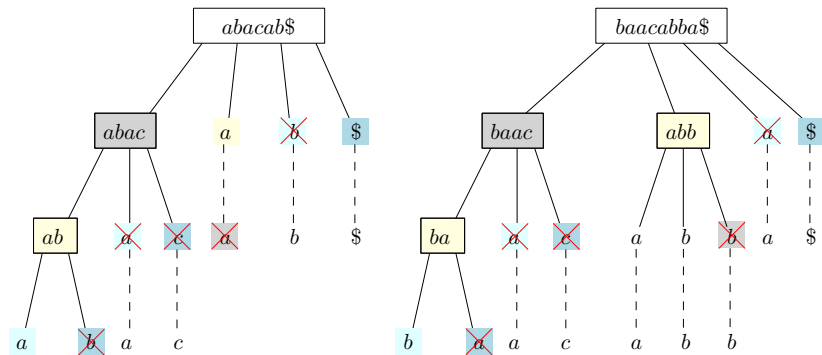 abacab$ baacabba$
abac a b $ baac abb a $
ab a c a b $ ba a c a b b a $
a b a c b a a c a b b